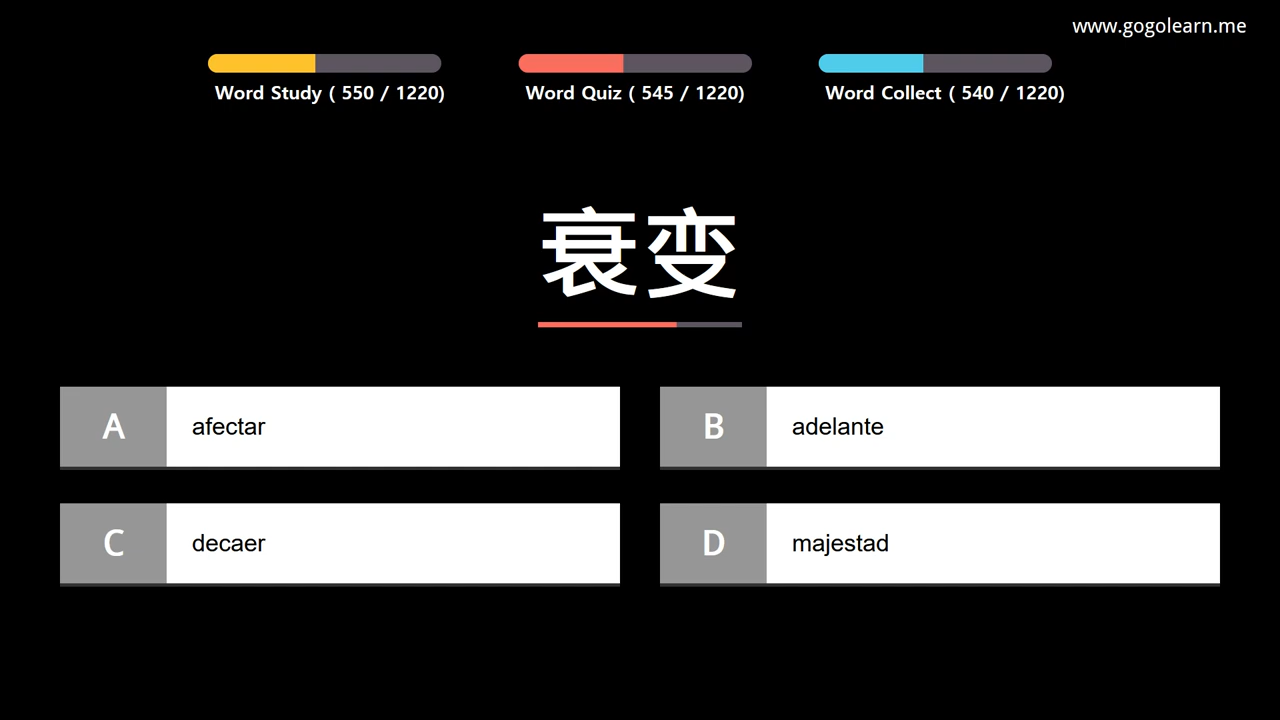 www.gogolearn.me
Word Study ( 550 / 1220)
Word Quiz ( 545 / 1220)
Word Collect ( 540 / 1220)
衰变
A afectar
B adelante
C decaer
D majestad